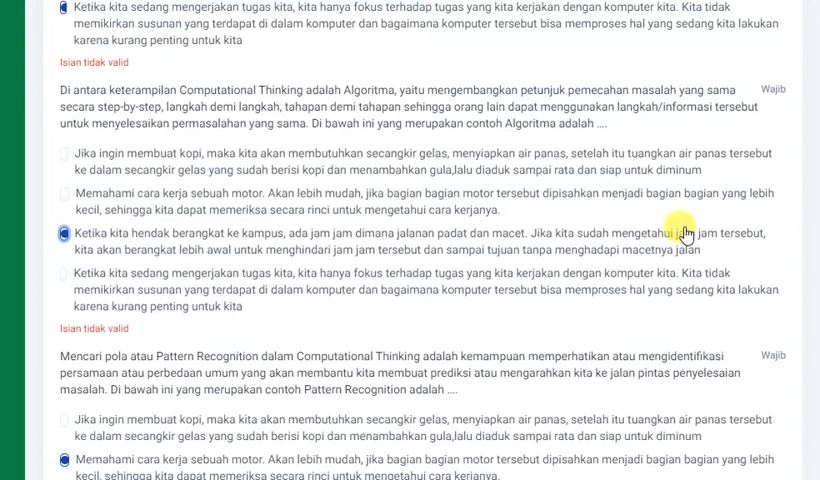 Ketika kita sedang mengerjakan tugas kita, kita hanya fokus terhadap tugas yang kita kerjakan dengan komputer kita. Kita tidak
memikirkan susunan yang terdapat di dalam komputer dan bagaimana komputer tersebut bisa memproses hal yang sedang kita lakukan
karena kurang penting untuk kita
Isian tidak valid
Di antara keterampilan Computational Thinking adalah Algoritma, yaitu mengembangkan petunjuk pemecahan masalah yang sama Wajib
secara step-by-step, langkah demi langkah, tahapan demi tahapan sehingga orang lain dapat menggunakan langkah/informasi tersebut
untuk menyelesaikan permasalahan yang sama. Di bawah ini yang merupakan contoh Algoritma adalah ....
Jika ingin membuat kopi, maka kita akan membutuhkan secangkir gelas, menyiapkan air panas, setelah itu tuangkan air panas tersebut
ke dalam secangkir gelas yang sudah berisi kopi dan menambahkan gula,lalu diaduk sampai rata dan siap untuk diminum
Memahami cara kerja sebuah motor. Akan lebih mudah, jika bagian bagian motor tersebut dipisahkan menjadi bagian bagian yang lebih
kecil, sehingga kita dapat memeriksa secara rinci untuk mengetahui cara kerjanya.
Ketika kita hendak berangkat ke kampus, ada jam jam dimana jalanan padat dan macet. Jika kita sudah mengetahui jam jam tersebut,
kita akan berangkat lebih awal untuk menghindari jam jam tersebut dan sampai tujuan tanpa menghadapi macetnya jalan
Ketika kita sedang mengerjakan tugas kita, kita hanya fokus terhadap tugas yang kita kerjakan dengan komputer kita. Kita tidak
memikirkan susunan yang terdapat di dalam komputer dan bagaimana komputer tersebut bisa memproses hal yang sedang kita lakukan
karena kurang penting untuk kita
Isian tidak valid
Mencari pola atau Pattern Recognition dalam Computational Thinking adalah kemampuan memperhatikan atau mengidentifikasi Wajib
persamaan atau perbedaan umum yang akan membantu kita membuat prediksi atau mengarahkan kita ke jalan pintas penyelesaian
masalah. Di bawah ini yang merupakan contoh Pattern Recognition adalah ....
Jika ingin membuat kopi, maka kita akan membutuhkan secangkir gelas, menyiapkan air panas, setelah itu tuangkan air panas tersebut
ke dalam secangkir gelas yang sudah berisi kopi dan menambahkan gula,lalu diaduk sampai rata dan siap untuk diminum
Memahami cara kerja sebuah motor. Akan lebih mudah, jika bagian bagian motor tersebut dipisahkan menjadi bagian bagian yang lebih
kecil, sehingga kita dapat memeriksa secara rinci untuk mengetahui cara kerjanya.